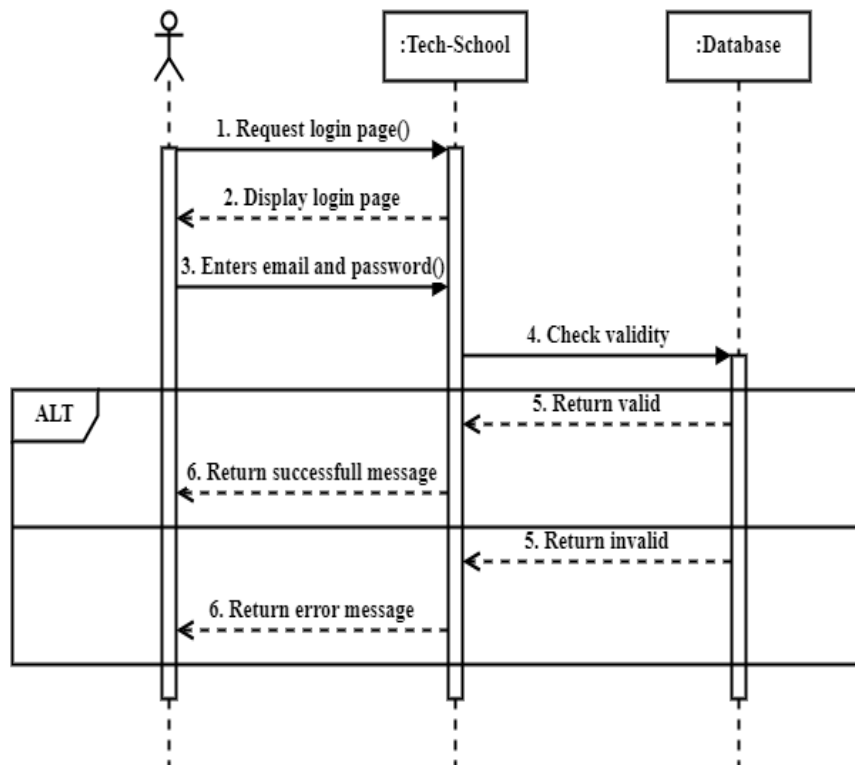 :Tech-School
:Database
1. Request login page()
2. Display login page
3. Enters email and password()
4. Check validity
ALT
5. Return valid
6. Return successfull message
5. Return invalid
6. Return error message